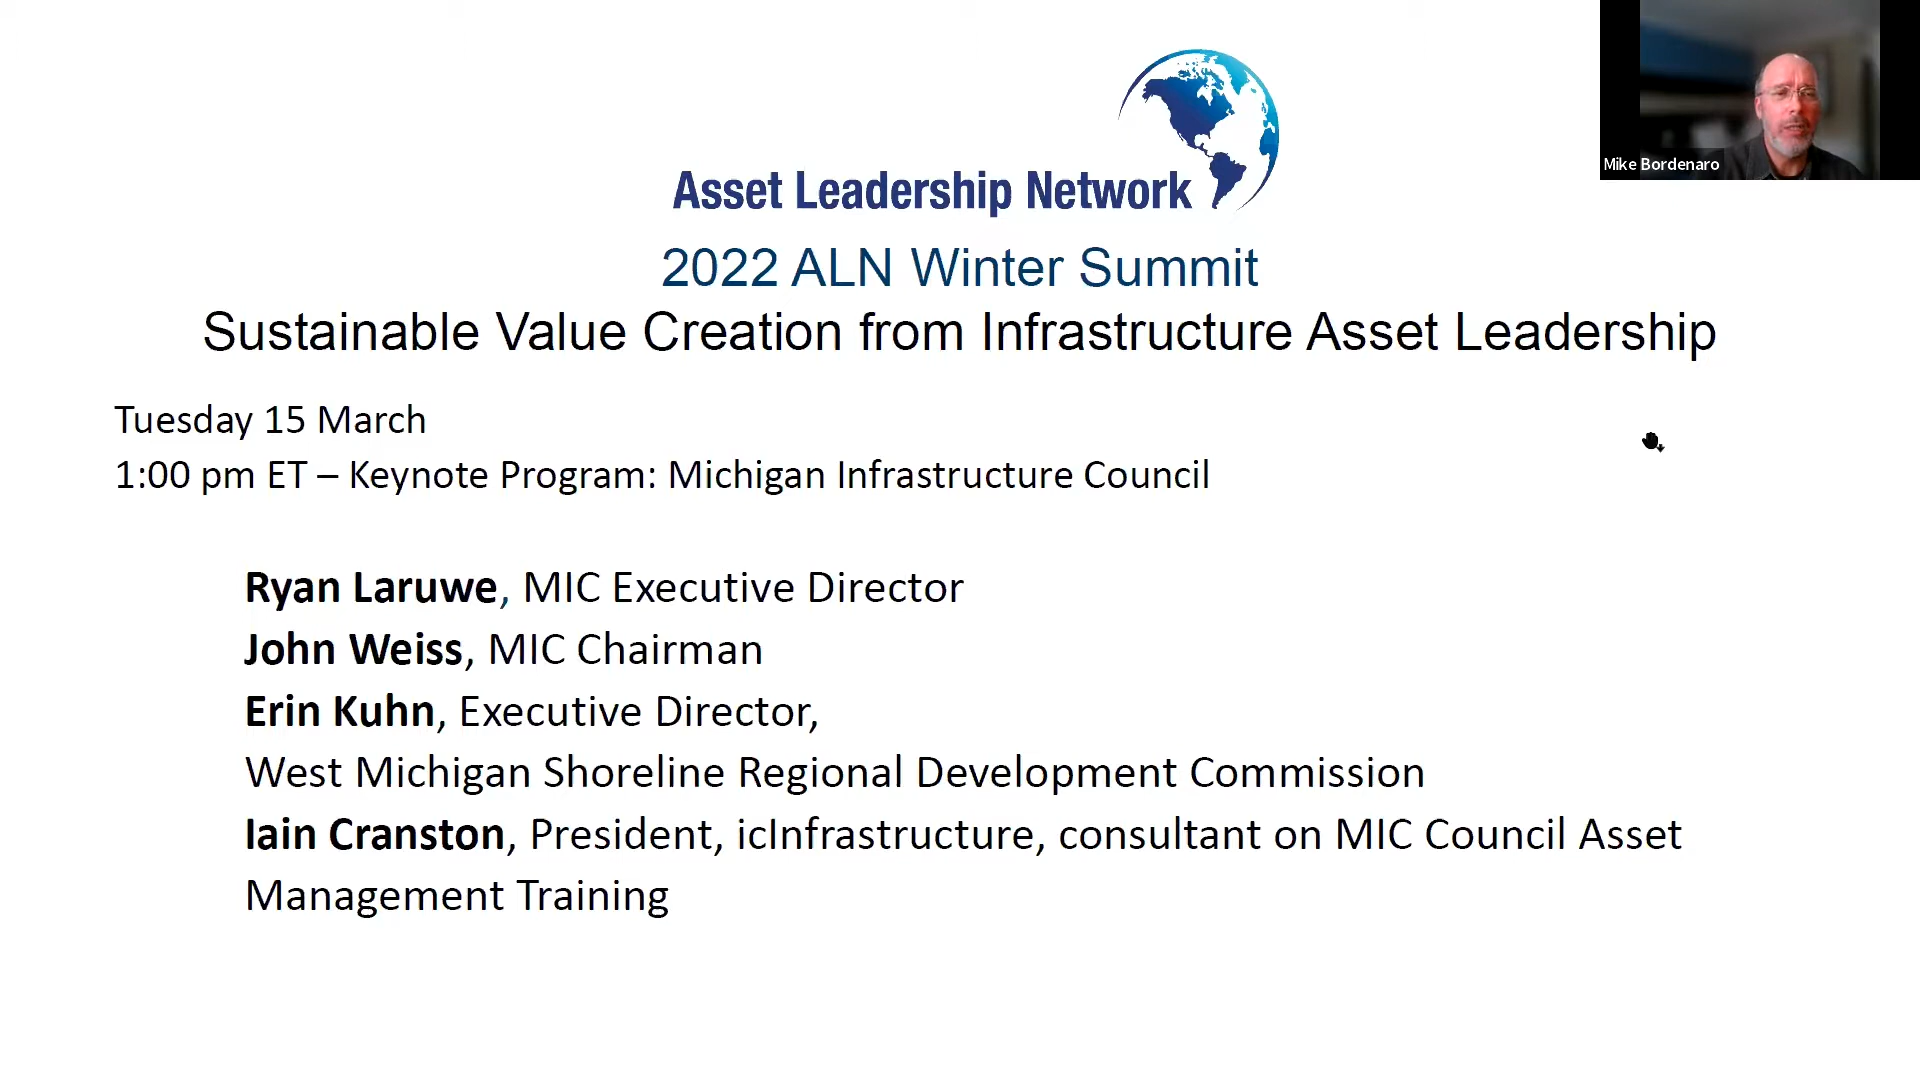 Asset Leadership Network
Mike Bordenaro
2022 ALN Winter Summit
Sustainable Value Creation from Infrastructure Asset Leadership
Tuesday 15 March
1:00 pm ET – Keynote Program: Michigan Infrastructure Council
Ryan Laruwe, MIC Executive Director
John Weiss, MIC Chairman
Erin Kuhn, Executive Director,
West Michigan Shoreline Regional Development Commission
Iain Cranston, President, icInfrastructure, consultant on MIC Council Asset
Management Training